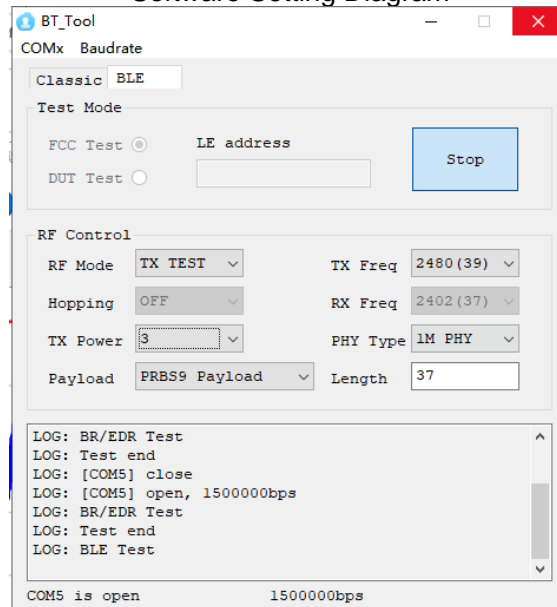 Software Setting Diagram
BT_Tool
COMx Baudrate
Classic BLE
Test Mode
FCC Test LE address
Stop
DUT Test
RF Control
RF Mode TX TEST TX Freq 2480(39)
Hopping OFF RX Freq 2402(37)
TX Power 3 PHY Type 1M PHY
Payload PRBS9 Payload Length 37
LOG: BR/EDR Test
LOG: Test end
LOG: [COM5] close
LOG: [COM5] open, 1500000bps
LOG: BR/EDR Test
LOG: Test end
LOG: BLE Test
COM5 is open 1500000bps